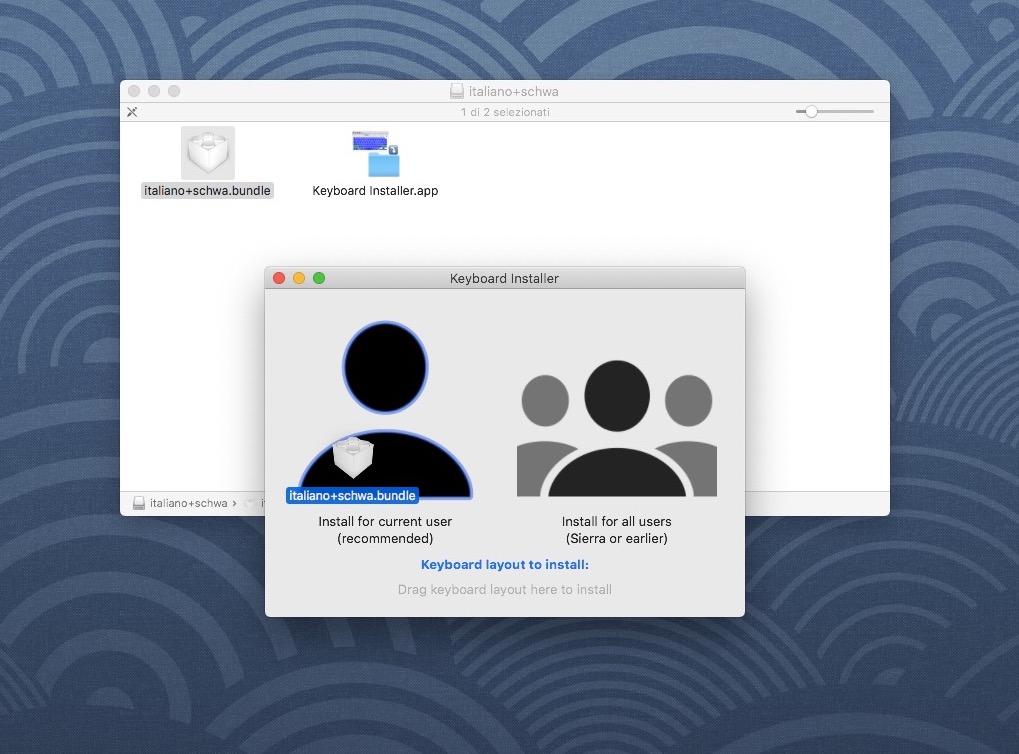 italiano+schwa
1 di 2 selezionati
italiano+schwa.bundle
Keyboard Installer.app
Keyboard Installer
italiano+schwa.bundle
Install for current user
(recommended)
Install for all users
(Sierra or earlier)
Keyboard layout to install:
Drag keyboard layout here to install
italiano+schwa ›